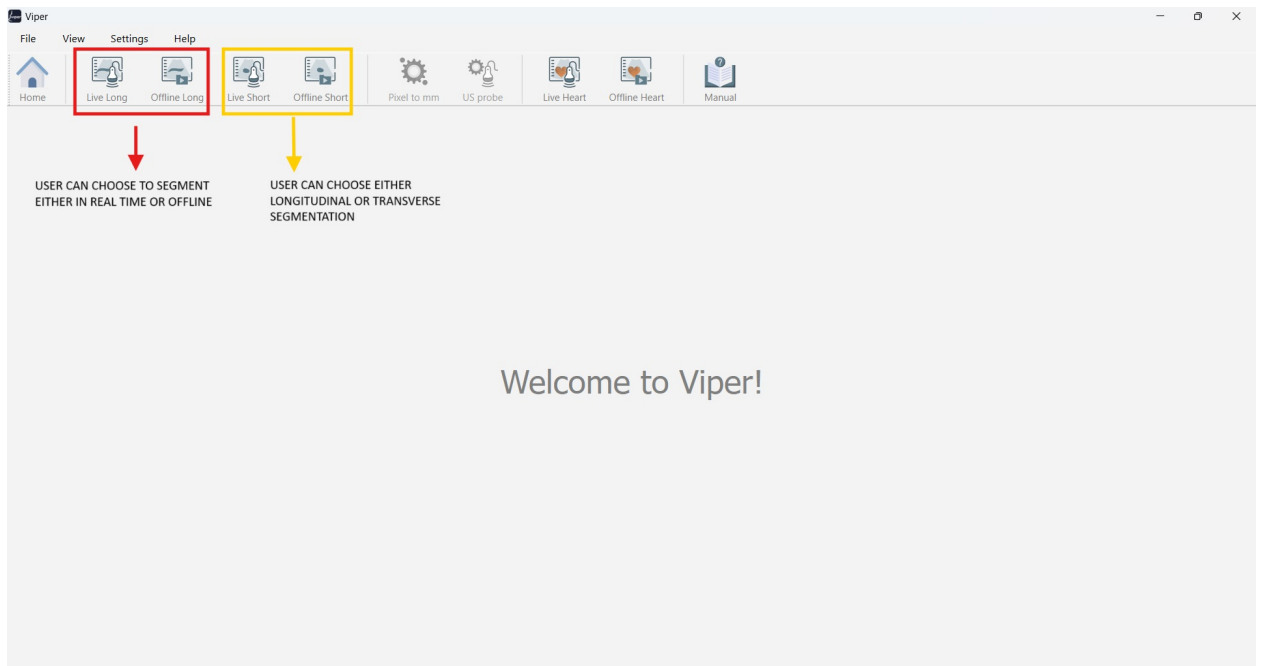 Viper
File View Settings Help
Home Live Long Offline Long Live Short Offline Short Pixel to mm US probe Live Heart Offline Heart Manual
USER CAN CHOOSE TO SEGMENT
EITHER IN REAL TIME OR OFFLINE
USER CAN CHOOSE EITHER
LONGITUDINAL OR TRANSVERSE
SEGMENTATION
Welcome to Viper!